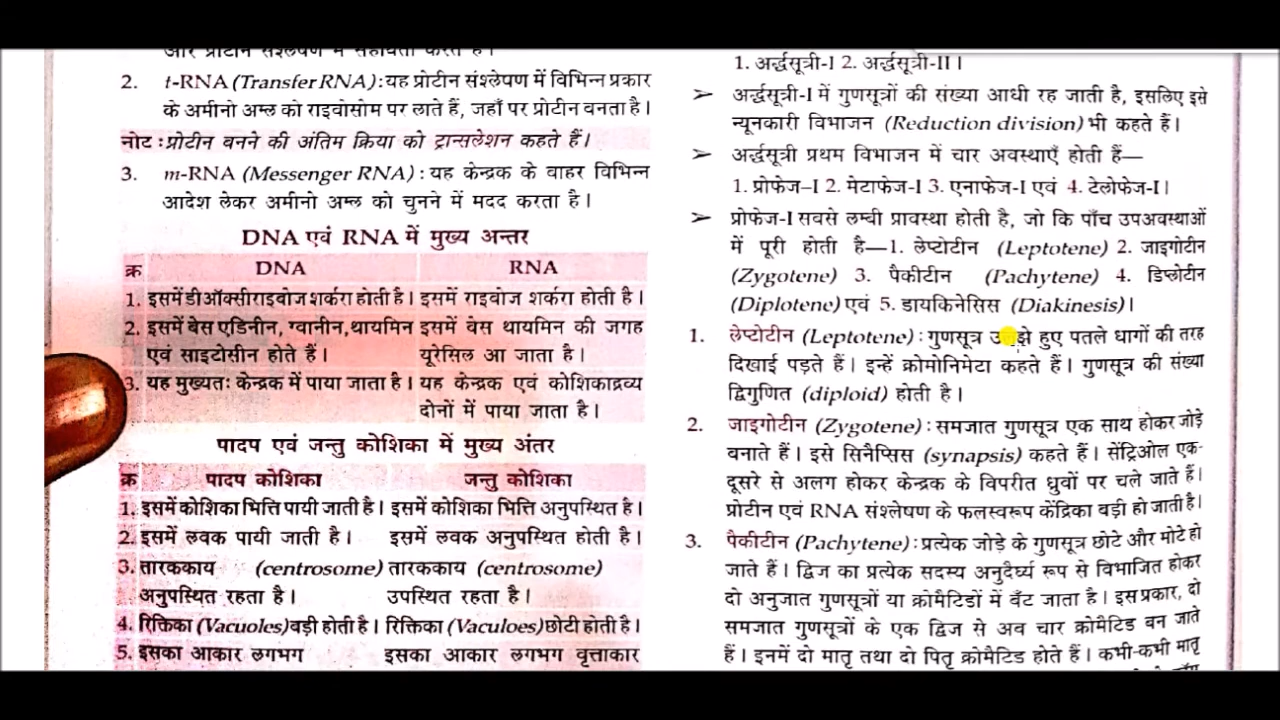 और प्रोटीन संश्लेषण में सहायता करते हैं।
2. t-RNA (Transfer RNA) : यह प्रोटीन संश्लेषण में विभिन्न प्रकार
के अमीनो अम्ल को राइबोसोम पर लाते हैं, जहाँ पर प्रोटीन बनता है।
नोट : प्रोटीन बनने की अंतिम क्रिया को ट्रान्सलेशन कहते हैं।
3. m-RNA (Messenger RNA) : यह केन्द्रक के बाहर विभिन्न
आदेश लेकर अमीनो अम्ल को चुनने में मदद करता है।
DNA एवं RNA में मुख्य अन्तर
क्र DNA RNA
1. इसमें डीऑक्सीराइबोज शर्करा होती है। इसमें राइबोज शर्करा होती है।
2. इसमें बेस एडिनीन, ग्वानीन, थायमिन इसमें बेस थायमिन की जगह
एवं साइटोसीन होते हैं। यूरेसिल आ जाता है।
3. यह मुख्यतः केन्द्रक में पाया जाता है। यह केन्द्रक एवं कोशिकाद्रव्य
दोनों में पाया जाता है।
पादप एवं जन्तु कोशिका में मुख्य अंतर
क्र पादप कोशिका जन्तु कोशिका
1. इसमें कोशिका भित्ति पायी जाती है। इसमें कोशिका भित्ति अनुपस्थित है।
2. इसमें लवक पायी जाती है। इसमें लवक अनुपस्थित होती है।
3. तारककाय (centrosome) तारककाय (centrosome)
अनुपस्थित रहता है। उपस्थित रहता है।
4. रिक्तिका (Vacuoles) बड़ी होती है। रिक्तिका (Vaculoes) छोटी होती है।
5. इसका आकार लगभग इसका आकार लगभग वृत्ताकार
1. अर्द्धसूत्री-I 2. अर्द्धसूत्री-II।
➢ अर्द्धसूत्री-I में गुणसूत्रों की संख्या आधी रह जाती है, इसलिए इसे
न्यूनकारी विभाजन (Reduction division) भी कहते हैं।
➢ अर्द्धसूत्री प्रथम विभाजन में चार अवस्थाएँ होती हैं—
1. प्रोफेज–I 2. मेटाफेज-I 3. एनाफेज-I एवं 4. टेलोफेज-I।
➢ प्रोफेज-I सबसे लम्बी प्रावस्था होती है, जो कि पाँच उपअवस्थाओं
में पूरी होती है—1. लेप्टोटीन (Leptotene) 2. जाइगोटीन
(Zygotene) 3. पैकीटीन (Pachytene) 4. डिप्लोटीन
(Diplotene) एवं 5. डायकिनेसिस (Diakinesis)।
1. लेप्टोटीन (Leptotene) : गुणसूत्र हुए पतले धागों की तरह
दिखाई पड़ते हैं। इन्हें क्रोमोनिमेटा कहते हैं। गुणसूत्र की संख्या
द्विगुणित (diploid) होती है।
2. जाइगोटीन (Zygotene) : समजात गुणसूत्र एक साथ होकर जोड़े
बनाते हैं। इसे सिनैप्सिस (synapsis) कहते हैं। सेंट्रिओल एक-
दूसरे से अलग होकर केन्द्रक के विपरीत ध्रुवों पर चले जाते हैं।
प्रोटीन एवं RNA संश्लेषण के फलस्वरूप केंद्रिका बड़ी हो जाती है।
3. पैकीटीन (Pachytene) : प्रत्येक जोड़े के गुणसूत्र छोटे और मोटे हो
जाते हैं। द्विज का प्रत्येक सदस्य अनुदैर्घ्य रूप से विभाजित होकर
दो अनुजात गुणसूत्रों या क्रोमैटिडों में बँट जाता है। इस प्रकार, दो
समजात गुणसूत्रों के एक द्विज से अब चार क्रोमैटिड बन जाते
हैं। इनमें दो मातृ तथा दो पितृ क्रोमैटिड होते हैं। कभी-कभी मातृ